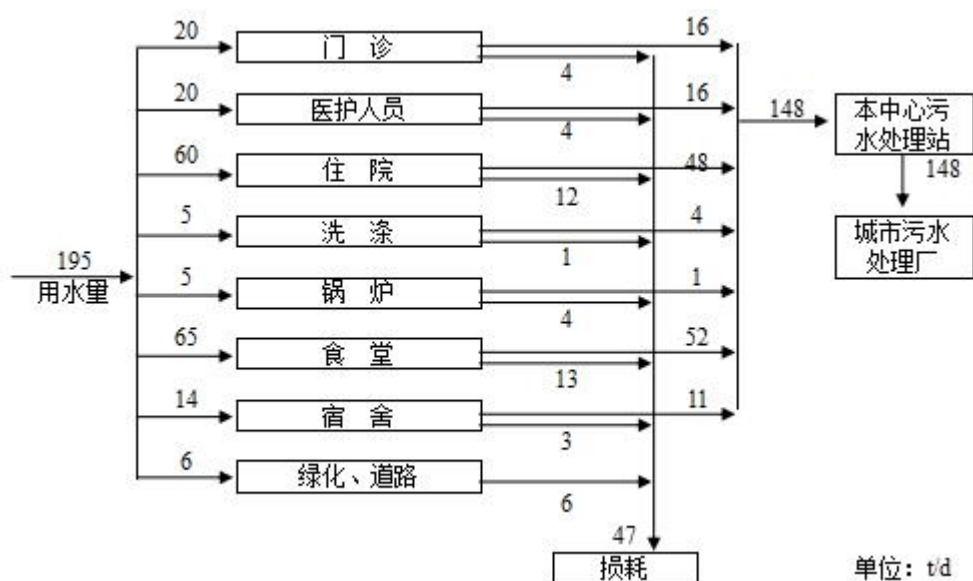 20
门 诊
16
4
20
医护人员
16
4
148
本中心污
水处理站
60
住 院
48
12
148
5
洗 涤
4
1
城市污水
处理厂
195
用水量
5
锅 炉
1
4
65
食 堂
52
13
14
宿 舍
11
3
6
绿化、道路
6
47
损耗
单位：t/d